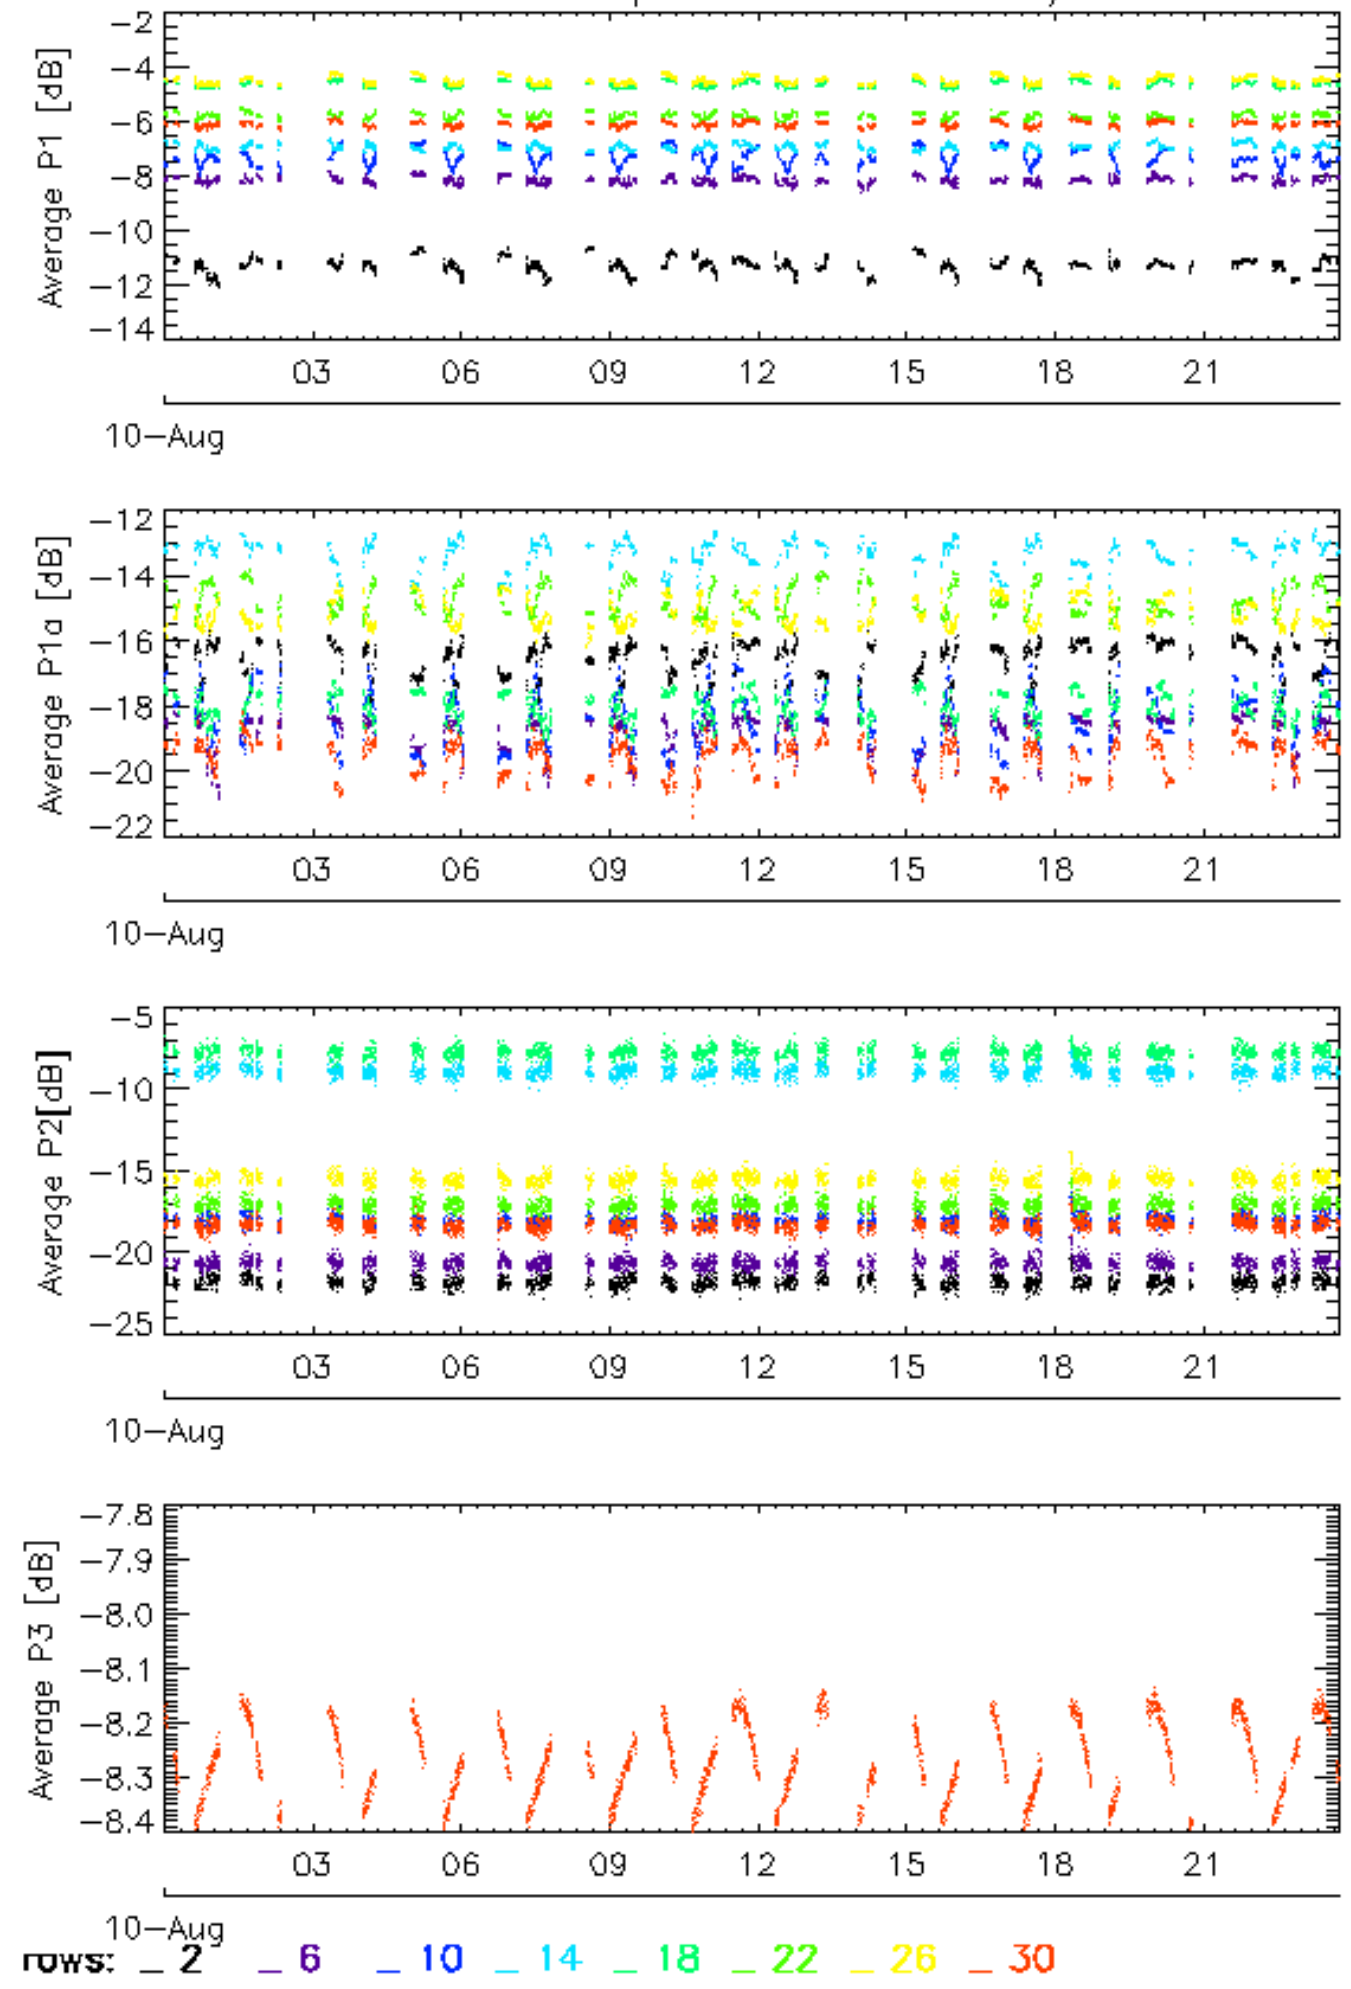 Average P1 [dB]
−2
−4
−6
−8
−10
−12
−14
03 06 09 12 15 18 21
10−Aug
Average P1a [dB]
−12
−14
−16
−18
−20
−22
03 06 09 12 15 18 21
10−Aug
Average P2[dB]
−5
−10
−15
−20
−25
03 06 09 12 15 18 21
10−Aug
Average P3 [dB]
−7.8
−7.9
−8.0
−8.1
−8.2
−8.3
−8.4
03 06 09 12 15 18 21
10−Aug
rows: _ 2 _ 6 _ 10 _ 14 _ 18 _ 22 _ 26 _ 30